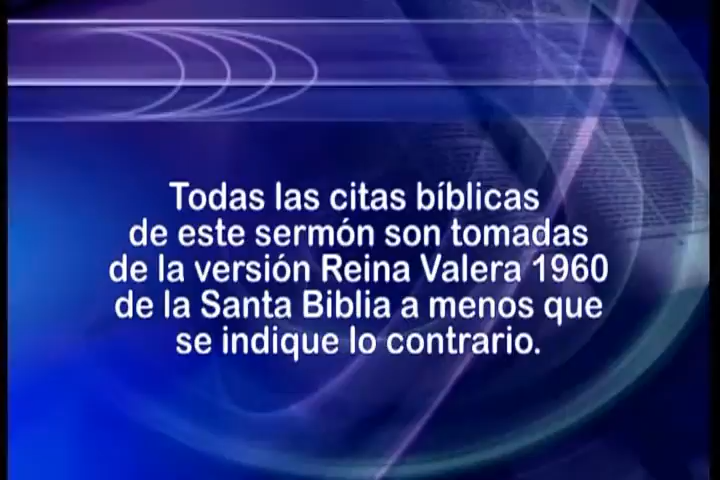 Todas las citas bíblicas
de este sermón son tomadas
de la versión Reina Valera 1960
de la Santa Biblia a menos que
se indique lo contrario.